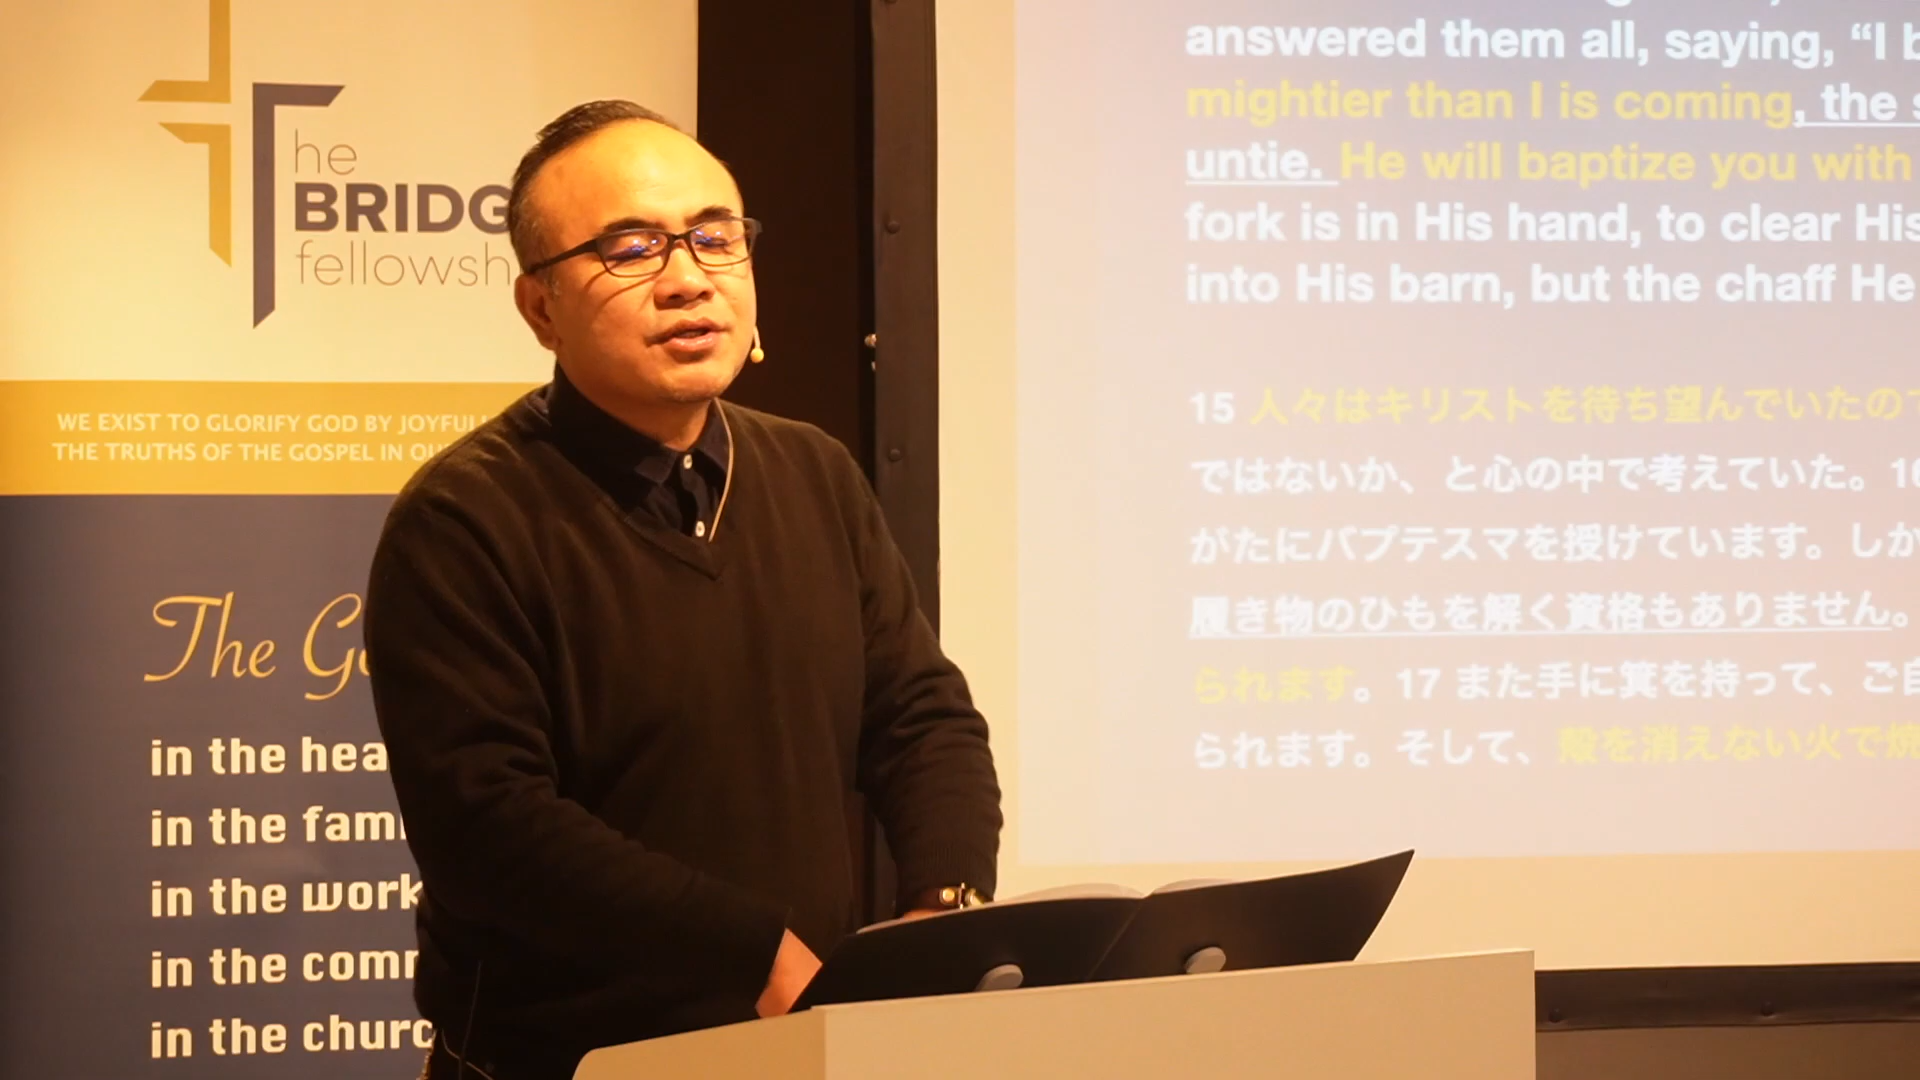 The
BRIDG
fellowsh
WE EXIST TO GLORIFY GOD BY JOYFUL
THE TRUTHS OF THE GOSPEL IN OU
The Go
in the hea
in the fami
in the work
in the comm
in the churc
answered them all, saying, “I b
mightier than I is coming, the s
untie. He will baptize you with
fork is in His hand, to clear His
into His barn, but the chaff He
15 人々はキリストを待ち望んでいたので
ではないか、と心の中で考えていた。16
がたにバプテスマを授けています。しか
履き物のひもを解く資格もありません。
られます。17 また手に箕を持って、ご自
られます。そして、殻を消えない火で焼